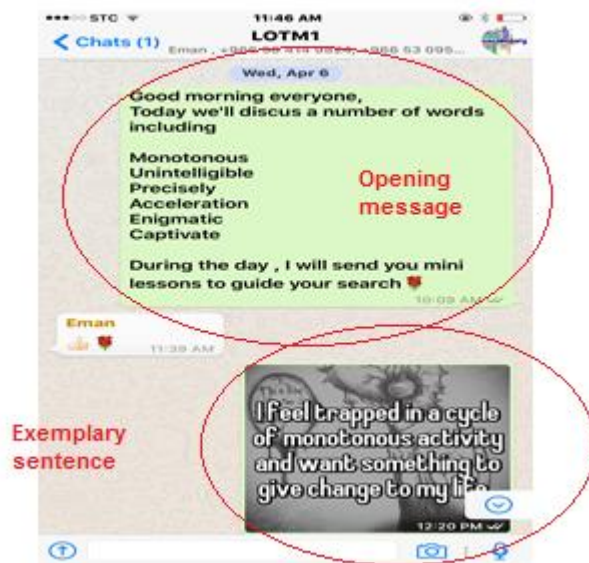 STC
11:46 AM
Chats (1)
LOTM1
Eman,
Wed, Apr 6
Good morning everyone,
Today we'll discus a number of words
including
Monotonous
Unintelligible
Precisely
Acceleration
Enigmatic
Captivate
Opening
message
During the day , I will send you mini
lessons to guide your search
10:09 AM
Eman
11:39 AM
Exemplary
sentence
I feel trapped in a cycle
of monotonous activity
and want something to
give change to my life
12:20 PM